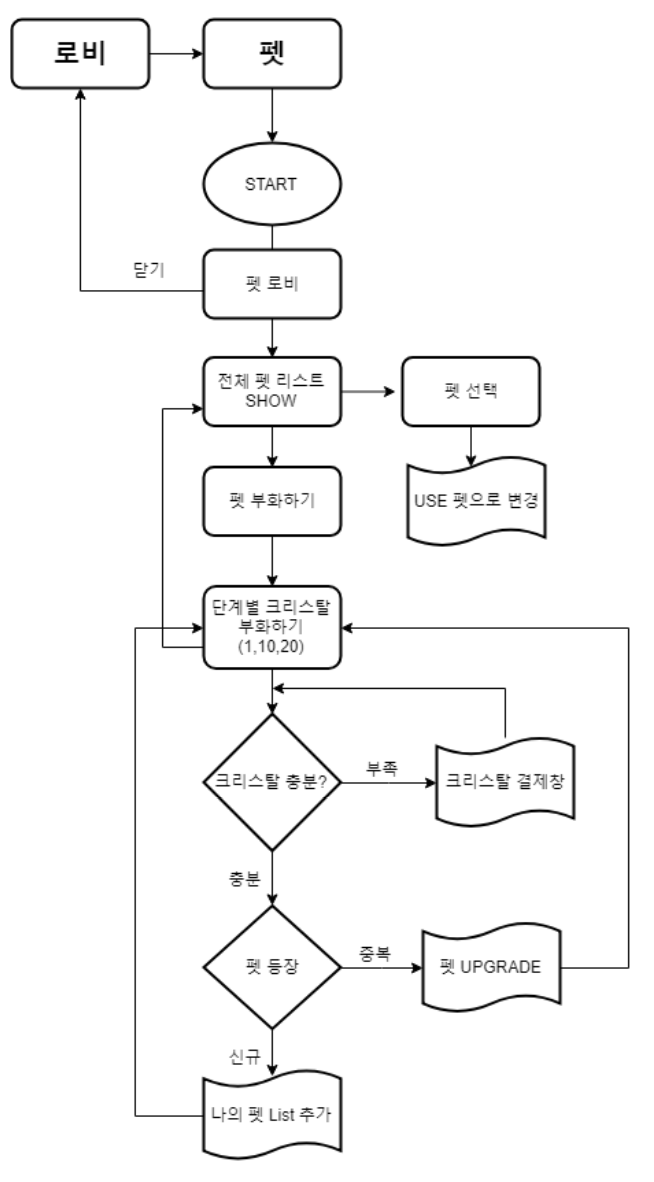 로비
펫
START
닫기
펫 로비
전체 펫 리스트
SHOW
펫 선택
펫 부화하기
USE 펫으로 변경
단계별 크리스탈
부화하기
(1,10,20)
크리스탈 충분?
부족
크리스탈 결제창
충분
펫 등장
중복
펫 UPGRADE
신규
나의 펫 List 추가